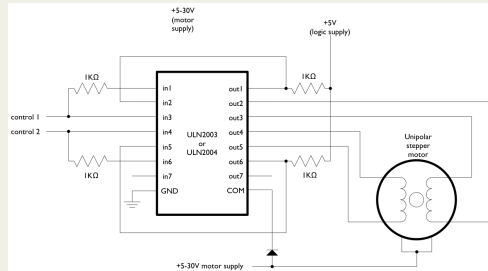 +5-30V
(motor
supply)
+5V
(logic supply)
1KΩ
1KΩ
in1
in2
in3
in4
in5
in6
in7
GND
ULN2003
or
ULN2004
out1
out2
out3
out4
out5
out6
out7
COM
control 1
control 2
1KΩ
1KΩ
Unipolar
stepper
motor
+5-30V motor supply